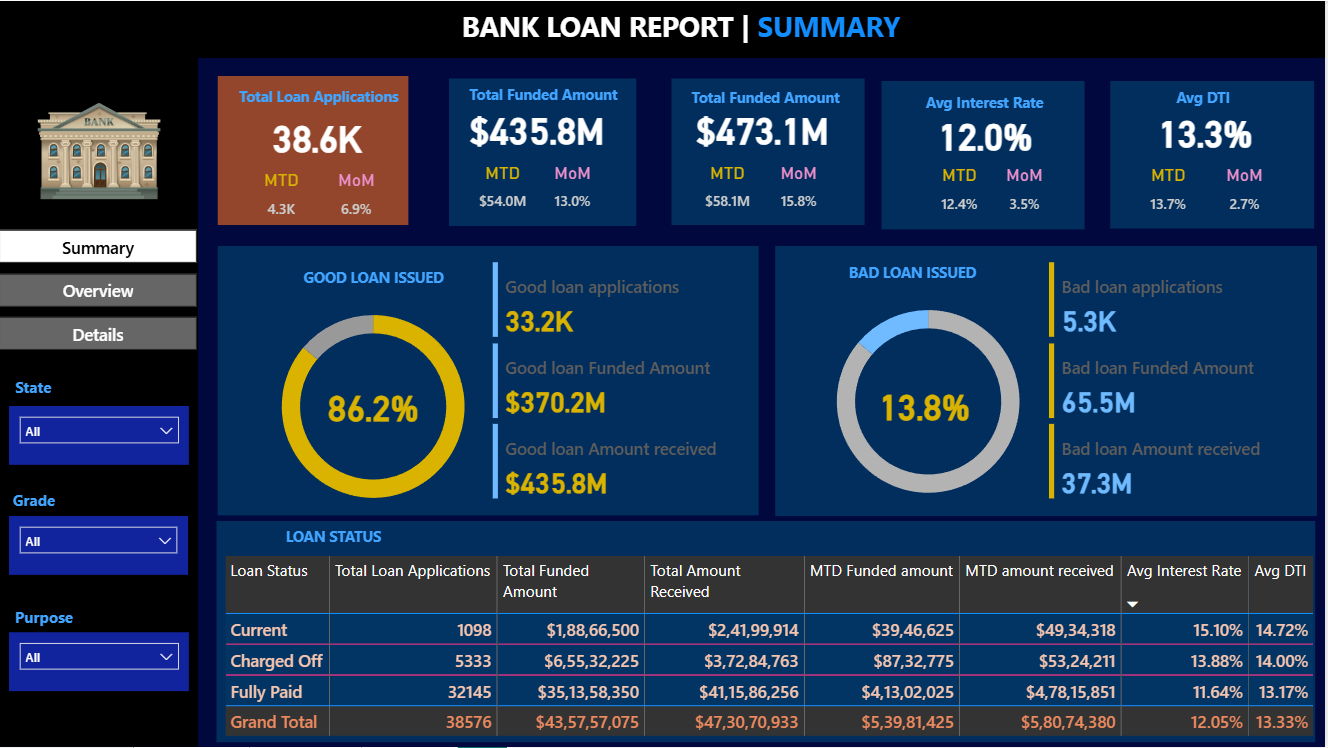 BANK LOAN REPORT | SUMMARY
BANK
Summary
Overview
Details
State
All
Grade
All
Purpose
All
Total Loan Applications
38.6K
MTD MoM
4.3K 6.9%
Total Funded Amount
$435.8M
MTD MoM
$54.0M 13.0%
Total Funded Amount
$473.1M
MTD MoM
$58.1M 15.8%
Avg Interest Rate
12.0%
MTD MoM
12.4% 3.5%
Avg DTI
13.3%
MTD MoM
13.7% 2.7%
GOOD LOAN ISSUED
86.2%
Good loan applications
33.2K
Good loan Funded Amount
$370.2M
Good loan Amount received
$435.8M
BAD LOAN ISSUED
13.8%
Bad loan applications
5.3K
Bad loan Funded Amount
65.5M
Bad loan Amount received
37.3M
LOAN STATUS
Loan Status Total Loan Applications Total Funded Amount Total Amount Received MTD Funded amount MTD amount received Avg Interest Rate Avg DTI
Current 1098 $1,88,66,500 $2,41,99,914 $39,46,625 $49,34,318 15.10% 14.72%
Charged Off 5333 $6,55,32,225 $3,72,84,763 $87,32,775 $53,24,211 13.88% 14.00%
Fully Paid 32145 $35,13,58,350 $41,15,86,256 $4,13,02,025 $4,78,15,851 11.64% 13.17%
Grand Total 38576 $43,57,57,075 $47,30,70,933 $5,39,81,425 $5,80,74,380 12.05% 13.33%